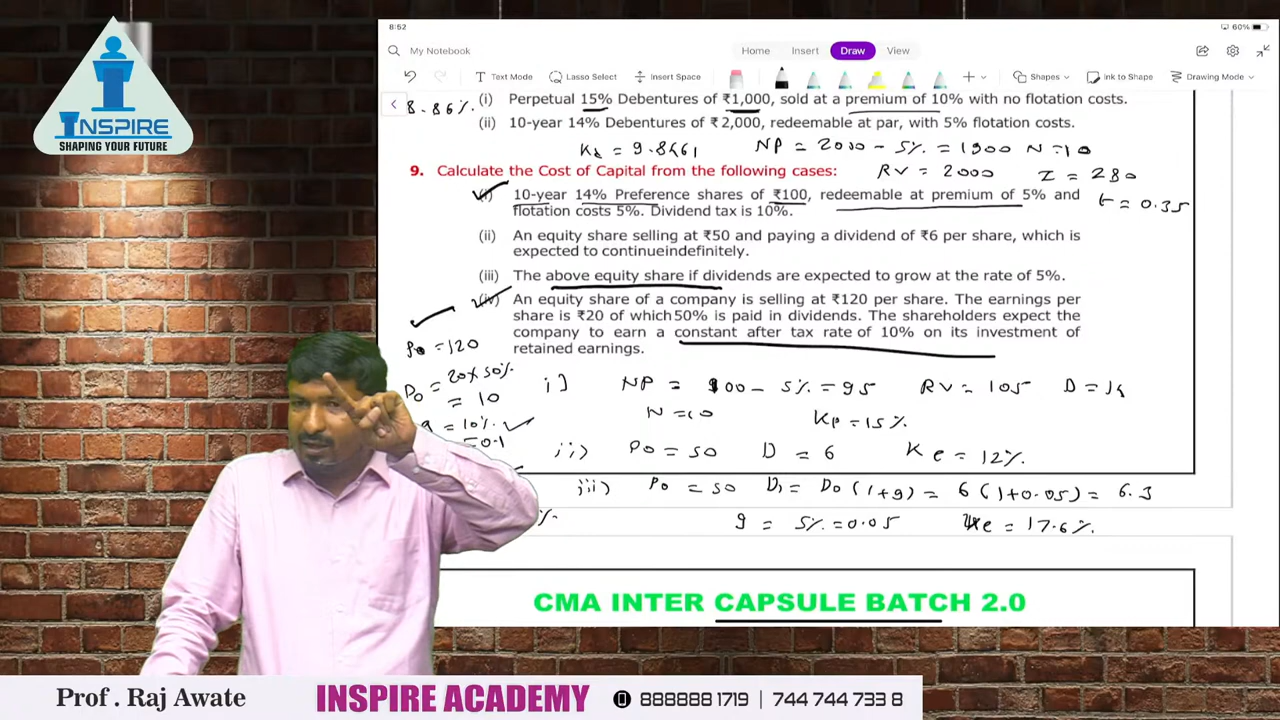 8:52
60%
My Notebook
Home Insert Draw View
Text Mode Lasso Select Insert Space Shapes Ink to Shape Drawing Mode
INSPIRE
SHAPING YOUR FUTURE
8.86%.
(i) Perpetual 15% Debentures of ₹1,000, sold at a premium of 10% with no flotation costs.
(ii) 10-year 14% Debentures of ₹2,000, redeemable at par, with 5% flotation costs.
NP = 2000 - 5% = 1900 N = 10
9. Calculate the Cost of Capital from the following cases:
RV = 2000 I = 280
t = 0.35
(i) 10-year 14% Preference shares of ₹100, redeemable at premium of 5% and
flotation costs 5%. Dividend tax is 10%.
(ii) An equity share selling at ₹50 and paying a dividend of ₹6 per share, which is
expected to continueindefinitely.
(iii) The above equity share if dividends are expected to grow at the rate of 5%.
(iv) An equity share of a company is selling at ₹120 per share. The earnings per
share is ₹20 of which 50% is paid in dividends. The shareholders expect the
company to earn a constant after tax rate of 10% on its investment of
retained earnings.
P0 = 120
D0 = 20 x 50%
= 10
= 10%.
= 0.1
i] NP = 100 - 5% = 95 RV = 105 D = 14
N = 10 Kp = 15%.
ii) P0 = 50 D = 6 Ke = 12%.
iii) P0 = 50 D1 = D0 (1+g) = 6 (1+0.05) = 6.3
g = 5% = 0.05 Ke = 17.6%.
%.
CMA INTER CAPSULE BATCH 2.0
Prof . Raj Awate INSPIRE ACADEMY 888888 1719 | 744 744 733 8